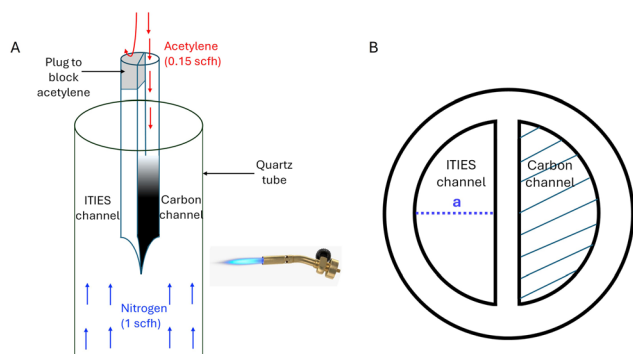 A
Acetylene
(0.15 scfh)
Plug to
block
acetylene
Quartz
tube
ITIES
channel
Carbon
channel
Nitrogen
(1 scfh)
B
ITIES
channel
a
Carbon
channel